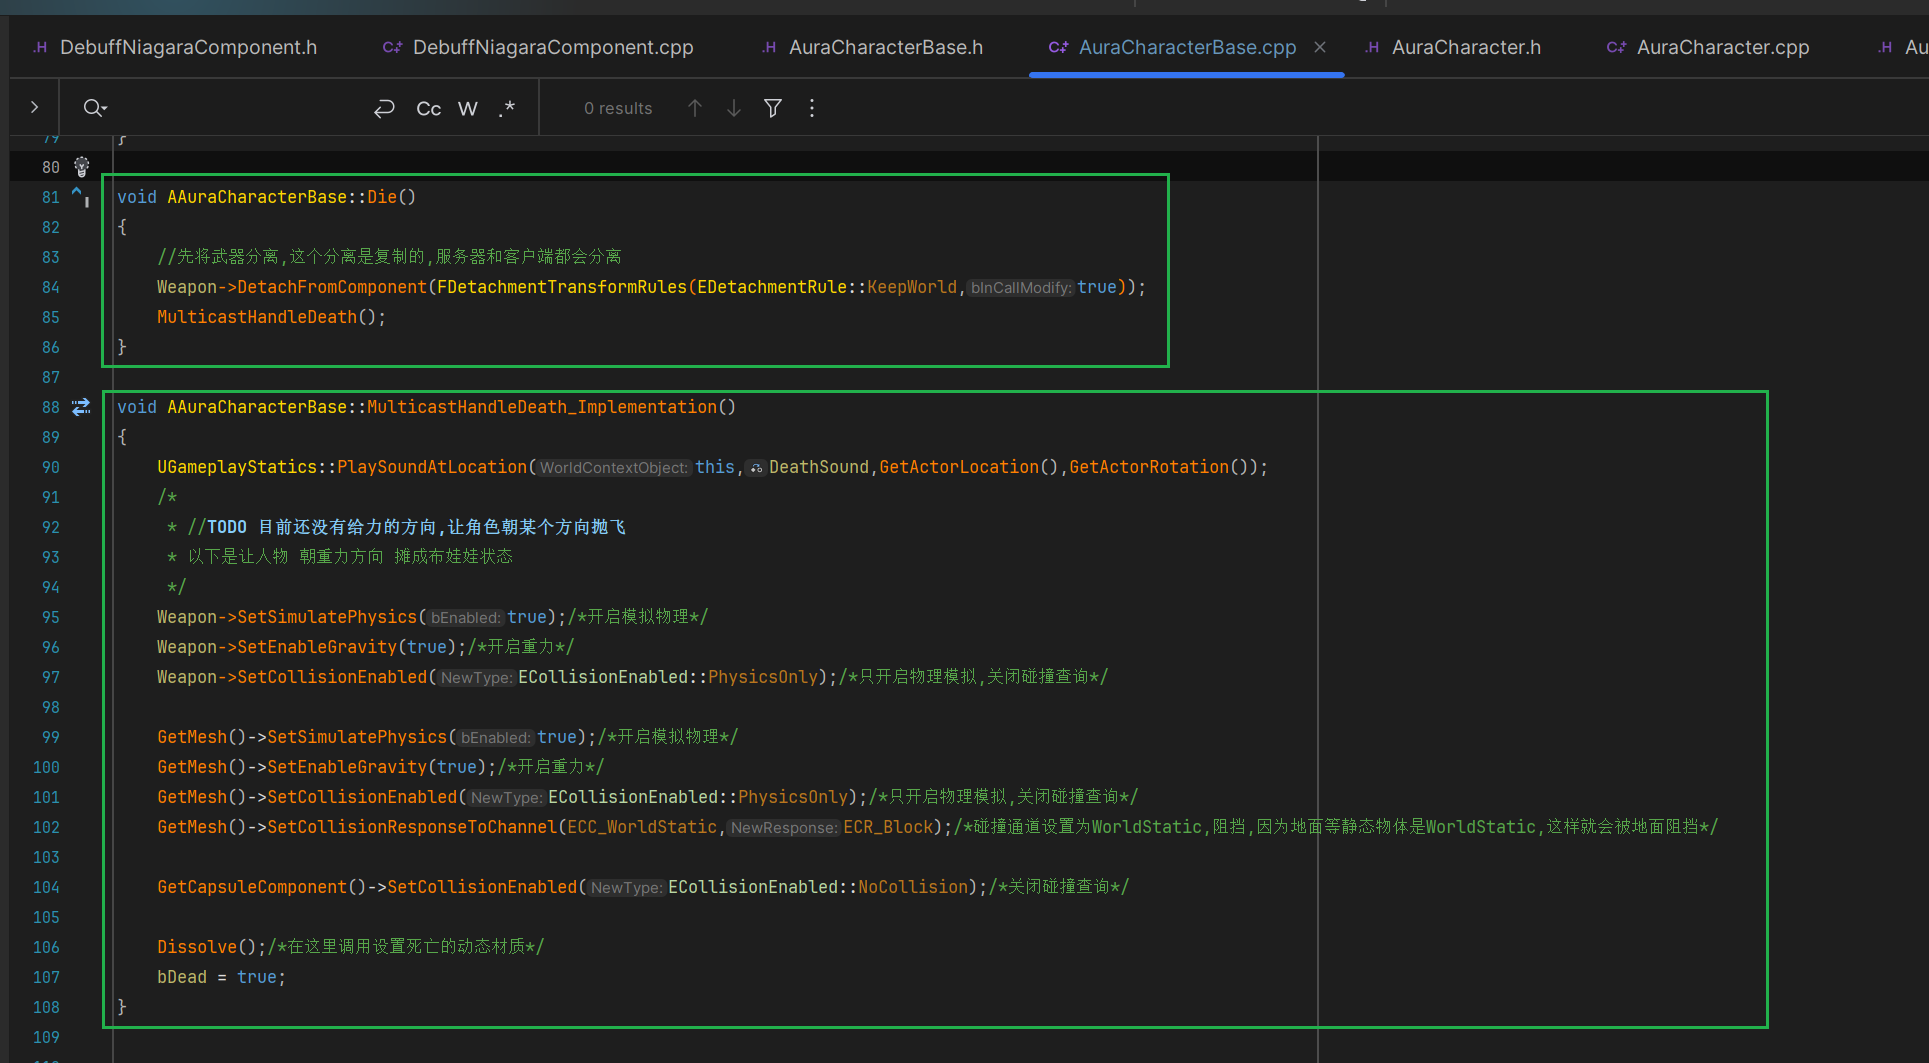 .H DebuffNiagaraComponent.h C++ DebuffNiagaraComponent.cpp .H AuraCharacterBase.h C++ AuraCharacterBase.cpp × .H AuraCharacter.h C++ AuraCharacter.cpp .H Au
Cc W .* 0 results
79 }
80
81 void AAuraCharacterBase::Die()
82 {
83 //先将武器分离,这个分离是复制的,服务器和客户端都会分离
84 Weapon->DetachFromComponent(FDetachmentTransformRules(EDetachmentRule::KeepWorld, bInCallModify: true));
85 MulticastHandleDeath();
86 }
87
88 void AAuraCharacterBase::MulticastHandleDeath_Implementation()
89 {
90 UGameplayStatics::PlaySoundAtLocation( WorldContextObject: this, DeathSound,GetActorLocation(),GetActorRotation());
91 /*
92 * //TODO 目前还没有给力的方向,让角色朝某个方向抛飞
93 * 以下是让人物 朝重力方向 摊成布娃娃状态
94 */
95 Weapon->SetSimulatePhysics( bEnabled: true);/*开启模拟物理*/
96 Weapon->SetEnableGravity(true);/*开启重力*/
97 Weapon->SetCollisionEnabled( NewType: ECollisionEnabled::PhysicsOnly);/*只开启物理模拟,关闭碰撞查询*/
98
99 GetMesh()->SetSimulatePhysics( bEnabled: true);/*开启模拟物理*/
100 GetMesh()->SetEnableGravity(true);/*开启重力*/
101 GetMesh()->SetCollisionEnabled( NewType: ECollisionEnabled::PhysicsOnly);/*只开启物理模拟,关闭碰撞查询*/
102 GetMesh()->SetCollisionResponseToChannel(ECC_WorldStatic, NewResponse: ECR_Block);/*碰撞通道设置为WorldStatic,阻挡,因为地面等静态物体是WorldStatic,这样就会被地面阻挡*/
103
104 GetCapsuleComponent()->SetCollisionEnabled( NewType: ECollisionEnabled::NoCollision);/*关闭碰撞查询*/
105
106 Dissolve();/*在这里调用设置死亡的动态材质*/
107 bDead = true;
108 }
109